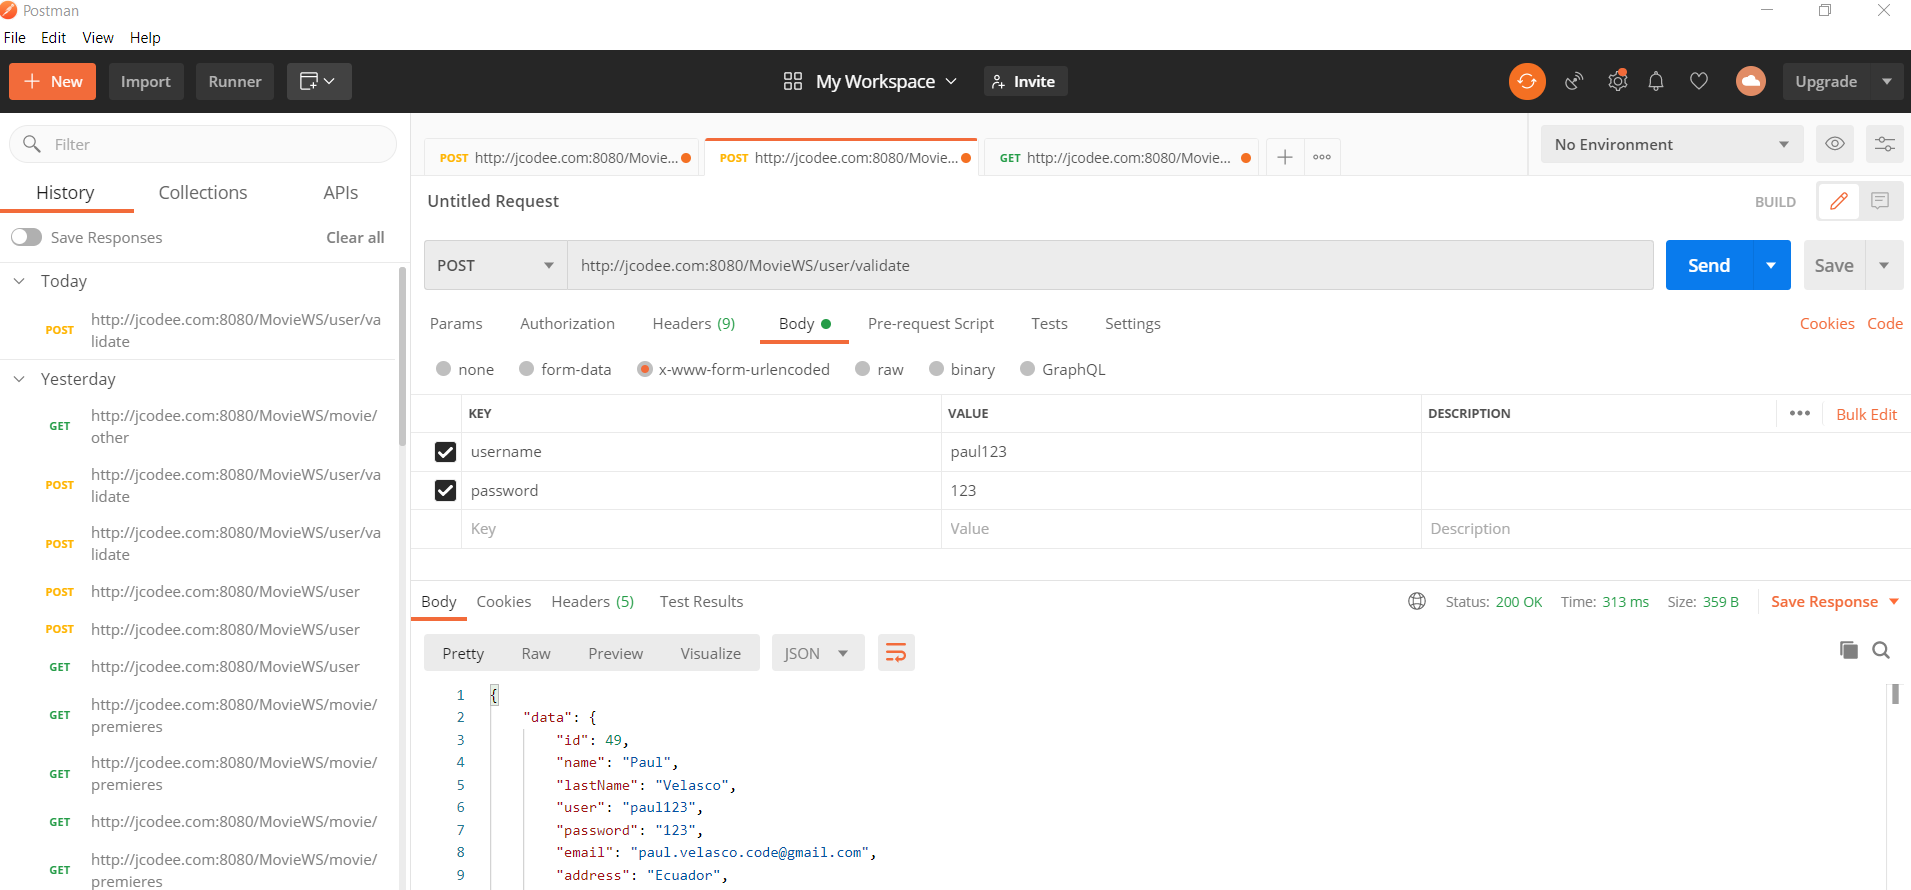 Postman
File Edit View Help
New Import Runner My Workspace Invite Upgrade
Filter
History Collections APIs
Save Responses Clear all
Today
POST http://jcodee.com:8080/MovieWS/user/va
lidate
Yesterday
GET http://jcodee.com:8080/MovieWS/movie/
other
POST http://jcodee.com:8080/MovieWS/user/va
lidate
POST http://jcodee.com:8080/MovieWS/user/va
lidate
POST http://jcodee.com:8080/MovieWS/user
POST http://jcodee.com:8080/MovieWS/user
GET http://jcodee.com:8080/MovieWS/user
GET http://jcodee.com:8080/MovieWS/movie/
premieres
GET http://jcodee.com:8080/MovieWS/movie/
premieres
GET http://jcodee.com:8080/MovieWS/movie/
GET http://jcodee.com:8080/MovieWS/movie/
premieres
POST http://jcodee.com:8080/Movie... POST http://jcodee.com:8080/Movie... GET http://jcodee.com:8080/Movie... No Environment
Untitled Request BUILD
POST http://jcodee.com:8080/MovieWS/user/validate Send Save
Params Authorization Headers (9) Body Pre-request Script Tests Settings Cookies Code
none form-data x-www-form-urlencoded raw binary GraphQL
KEY VALUE DESCRIPTION Bulk Edit
username paul123
password 123
Key Value Description
Body Cookies Headers (5) Test Results Status: 200 OK Time: 313 ms Size: 359 B Save Response
Pretty Raw Preview Visualize JSON
1 {
2 "data": {
3 "id": 49,
4 "name": "Paul",
5 "lastName": "Velasco",
6 "user": "paul123",
7 "password": "123",
8 "email": "paul.velasco.code@gmail.com",
9 "address": "Ecuador",